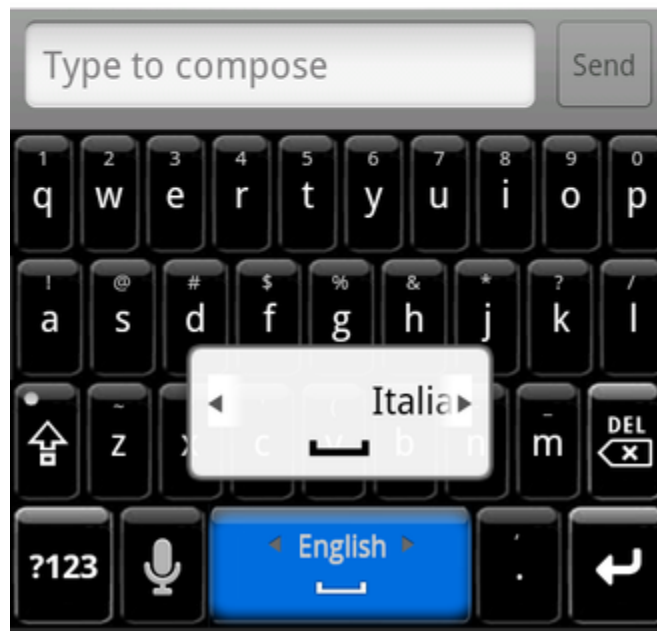 Type to compose Send
1 2 3 4 5 6 7 8 9 0
q w e r t y u i o p
! @ # $ % & * ? /
a s d f g h j k l
Italia
~ ' ( _
z x c v b n m DEL
English
?123 .